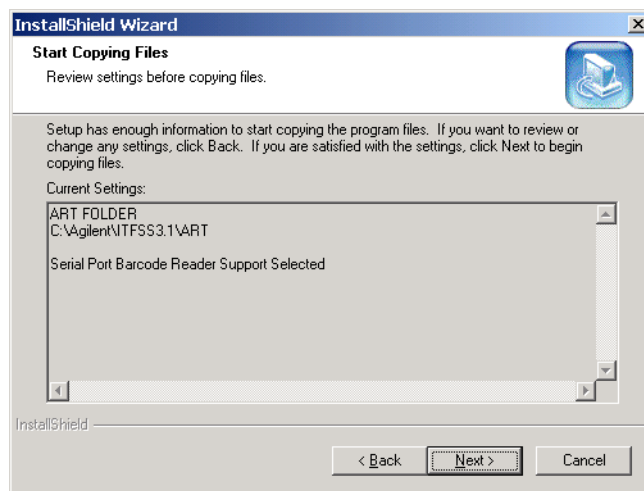 InstallShield Wizard
Start Copying Files
Review settings before copying files.
Setup has enough information to start copying the program files. If you want to review or
change any settings, click Back. If you are satisfied with the settings, click Next to begin
copying files.
Current Settings:
ART FOLDER
C:\Agilent\ITFSS3.1\ART
Serial Port Barcode Reader Support Selected
InstallShield
< Back
Next >
Cancel